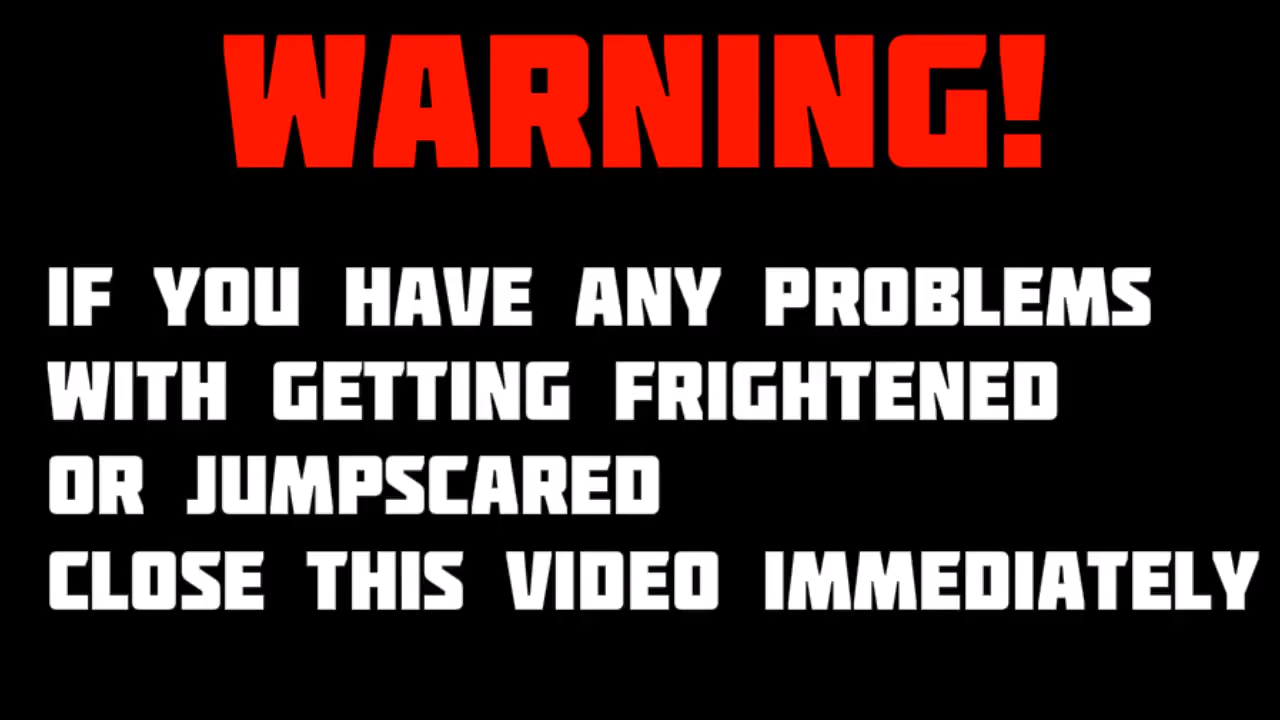 WARNING!
IF YOU HAVE ANY PROBLEMS
WITH GETTING FRIGHTENED
OR JUMPSCARED
CLOSE THIS VIDEO IMMEDIATELY